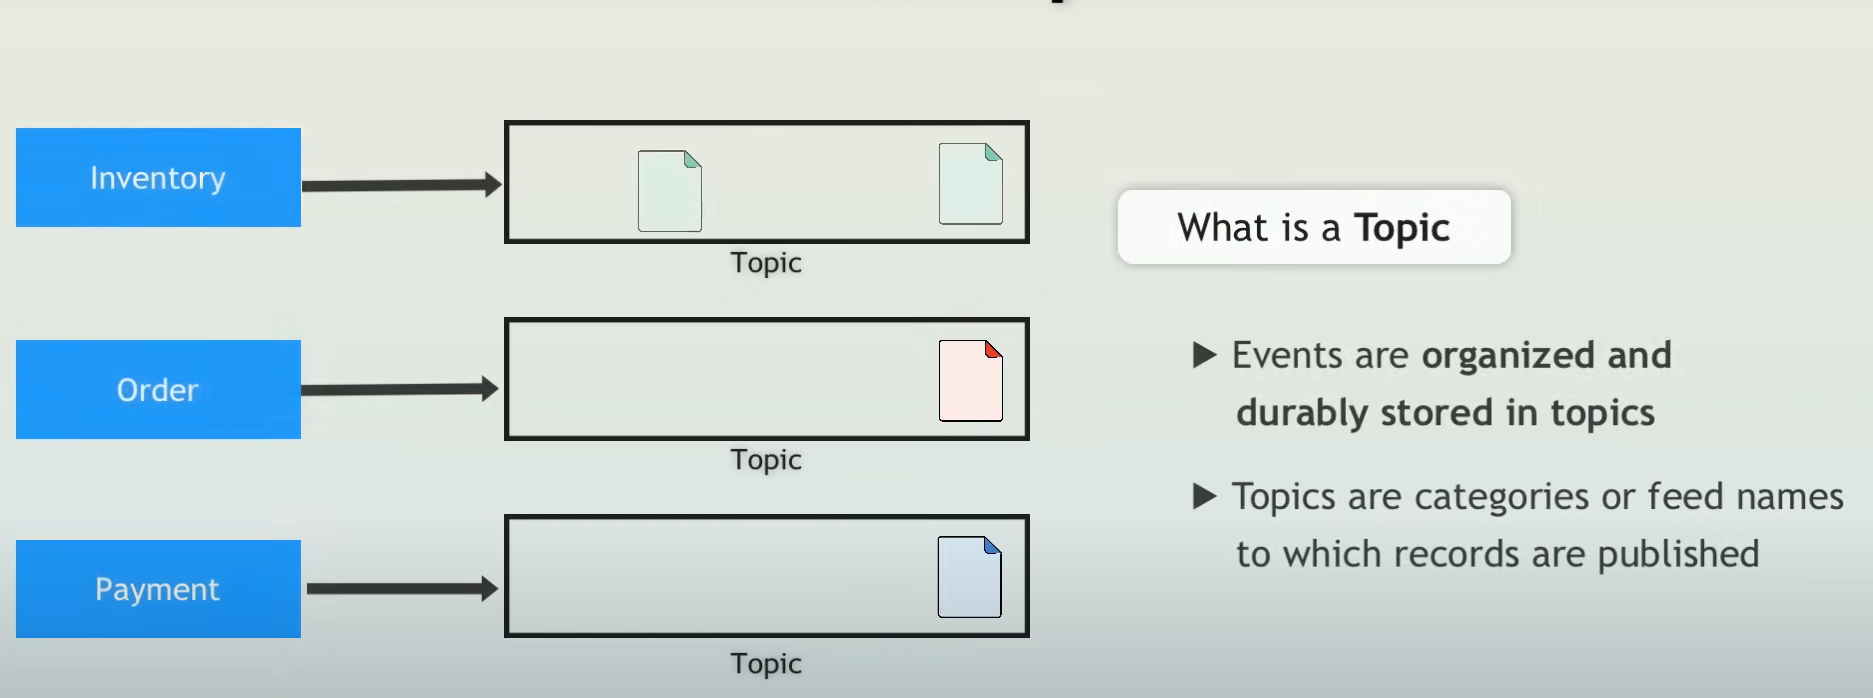 Inventory
Topic
Order
Topic
Payment
Topic
What is a Topic
▶ Events are organized and
durably stored in topics
▶ Topics are categories or feed names
to which records are published